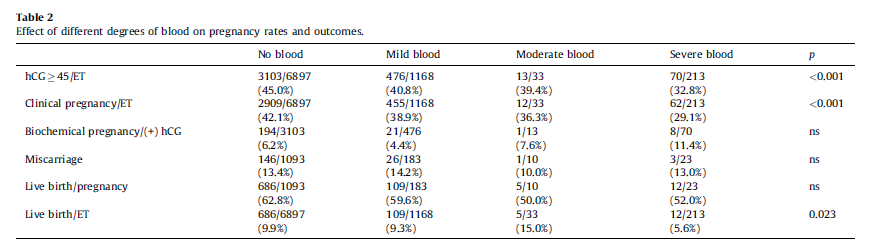 Table 2
Effect of different degrees of blood on pregnancy rates and outcomes.
No blood Mild blood Moderate blood Severe blood p
hCG ≥ 45/ET 3103/6897 476/1168 13/33 70/213 <0.001
(45.0%) (40.8%) (39.4%) (32.8%)
Clinical pregnancy/ET 2909/6897 455/1168 12/33 62/213 <0.001
(42.1%) (38.9%) (36.3%) (29.1%)
Biochemical pregnancy/(+) hCG 194/3103 21/476 1/13 8/70 ns
(6.2%) (4.4%) (7.6%) (11.4%)
Miscarriage 146/1093 26/183 1/10 3/23 ns
(13.4%) (14.2%) (10.0%) (13.0%)
Live birth/pregnancy 686/1093 109/183 5/10 12/23 ns
(62.8%) (59.6%) (50.0%) (52.0%)
Live birth/ET 686/6897 109/1168 5/33 12/213 0.023
(9.9%) (9.3%) (15.0%) (5.6%)